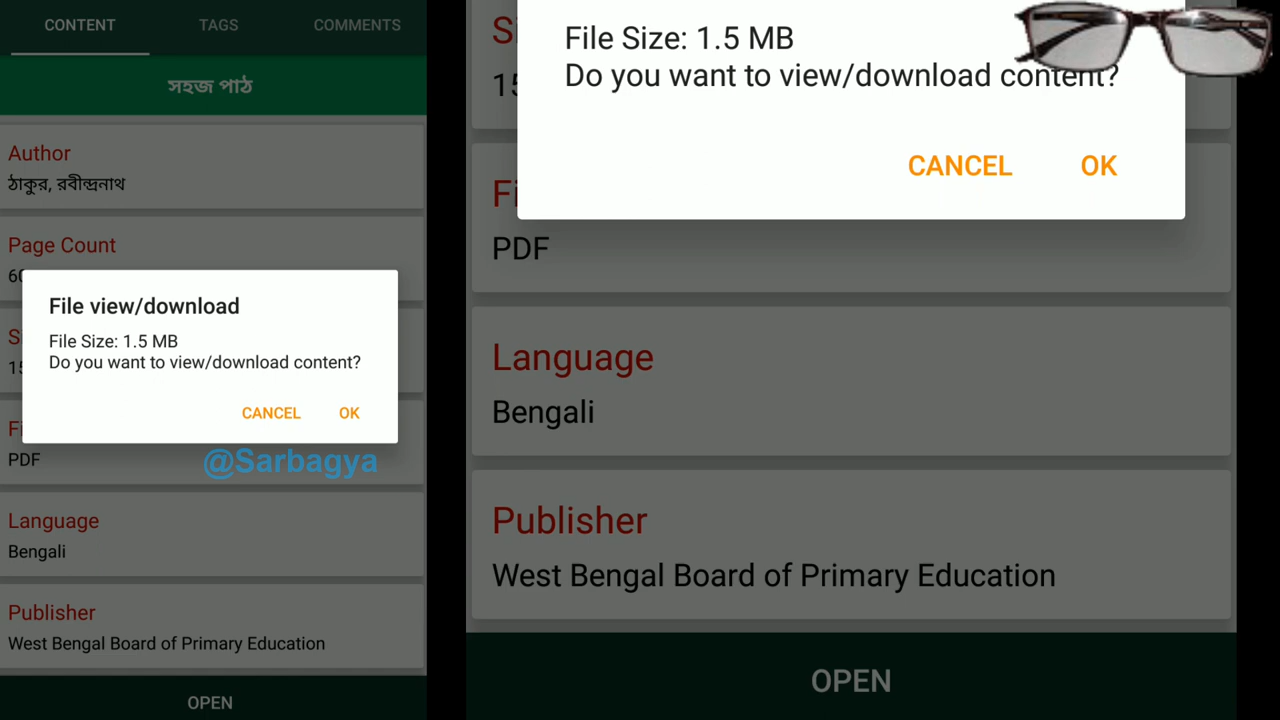 CONTENT
TAGS
COMMENTS
সহজ পাঠ
Author
ঠাকুর, রবীন্দ্রনাথ
Page Count
File view/download
File Size: 1.5 MB
Do you want to view/download content?
CANCEL
OK
PDF
@Sarbagya
Language
Bengali
Publisher
West Bengal Board of Primary Education
OPEN
File Size: 1.5 MB
Do you want to view/download content?
CANCEL
OK
PDF
Language
Bengali
Publisher
West Bengal Board of Primary Education
OPEN